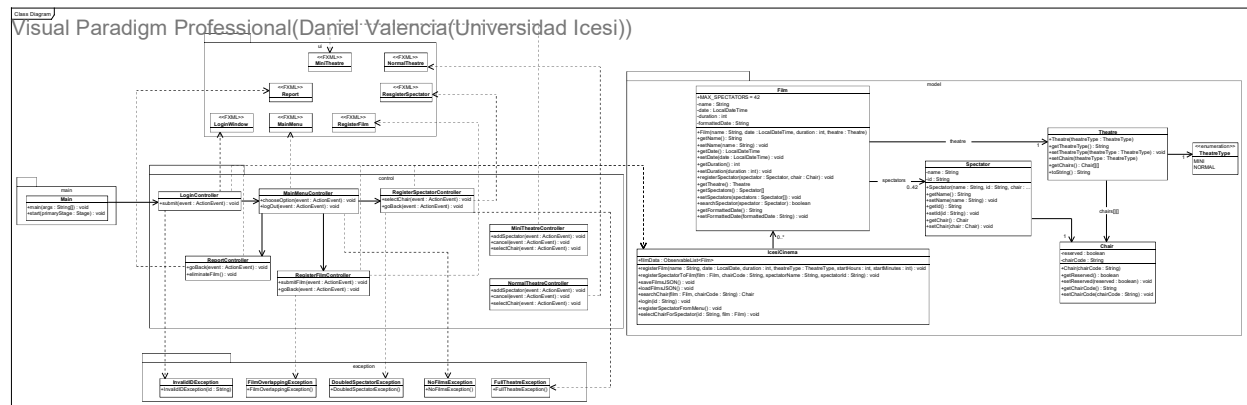 Class Diagram
Visual Paradigm Professional(Daniel Valencia(Universidad Icesi))
ui
<<FXML>>
MiniTheatre
<<FXML>>
NormalTheatre
<<FXML>>
Report
<<FXML>>
ResgisterSpectator
<<FXML>>
LoginWindow
<<FXML>>
MainMenu
<<FXML>>
RegisterFilm
main
Main
+main(args : String[]) : void
+start(primaryStage : Stage) : void
control
LoginController
+submit(event : ActionEvent) : void
MainMenuController
+chooseOption(event : ActionEvent) : void
+logOut(event : ActionEvent) : void
RegisterSpectatorController
+selectChair(event : ActionEvent) : void
+goBack(event : ActionEvent) : void
MiniTheatreController
+addSpectator(event : ActionEvent) : void
+cancel(event : ActionEvent) : void
+selectChair(event : ActionEvent) : void
ReportController
+goBack(event : ActionEvent) : void
+eliminateFilm() : void
RegisterFilmController
+submitFilm(event : ActionEvent) : void
+goBack(event : ActionEvent) : void
NormalTheatreController
+addSpectator(event : ActionEvent) : void
+cancel(event : ActionEvent) : void
+selectChair(event : ActionEvent) : void
exception
InvalidIDException
+InvalidIDException(id : String)
FilmOverlappingException
+FilmOverlappingException()
DoubledSpectatorException
+DoubledSpectatorException()
NoFilmsException
+NoFilmsException()
FullTheatreException
+FullTheatreException()
model
Film
+MAX_SPECTATORS = 42
-name : String
-date : LocalDateTime
-duration : int
-formattedDate : String
+Film(name : String, date : LocalDateTime, duration : int, theatre : Theatre)
+getName() : String
+setName(name : String) : void
+getDate() : LocalDateTime
+setDate(date : LocalDateTime) : void
+getDuration() : int
+setDuration(duration : int) : void
+registerSpectator(spectator : Spectator, chair : Chair) : void
+getTheatre() : Theatre
+getSpectators() : Spectator[]
+setSpectators(spectators : Spectator[]) : void
+searchSpectator(spectator : Spectator) : boolean
+getFormattedDate() : String
+setFormattedDate(formattedDate : String) : void
theatre
1
Theatre
+Theatre(theatreType : TheatreType)
+getTheatreType() : String
+setTheatreType(theatreType : TheatreType) : void
+setChairs(theatreType : TheatreType)
+getChairs() : Chair[][]
+toString() : String
1
<<enumeration>>
TheatreType
MINI
NORMAL
spectators
0..42
Spectator
-name : String
-id : String
+Spectator(name : String, id : String, chair : ...
+getName() : String
+setName(name : String) : void
+getId() : String
+setId(id : String) : void
+getChair() : Chair
+setChair(chair : Chair) : void
chairs[][]
1
Chair
-reserved : boolean
-chairCode : String
+Chair(chairCode : String)
+getReserved() : boolean
+setReserved(reserved : boolean) : void
+getChairCode() : String
+setChairCode(chairCode : String) : void
0..*
IcesiCinema
-filmData : ObservableList<Film>
+registerFilm(name : String, date : LocalDate, duration : int, theatreType : TheatreType, startHours : int, startMinutes : int) : void
+registerSpectatorToFilm(film : Film, chairCode : String, spectatorName : String, spectatorId : String) : void
+saveFilmsJSON() : void
+loadFilmsJSON() : void
+searchChair(film : Film, chairCode : String) : Chair
+login(id : String) : void
+registerSpectatorFromMenu() : void
+selectChairForSpectator(id : String, film : Film) : void